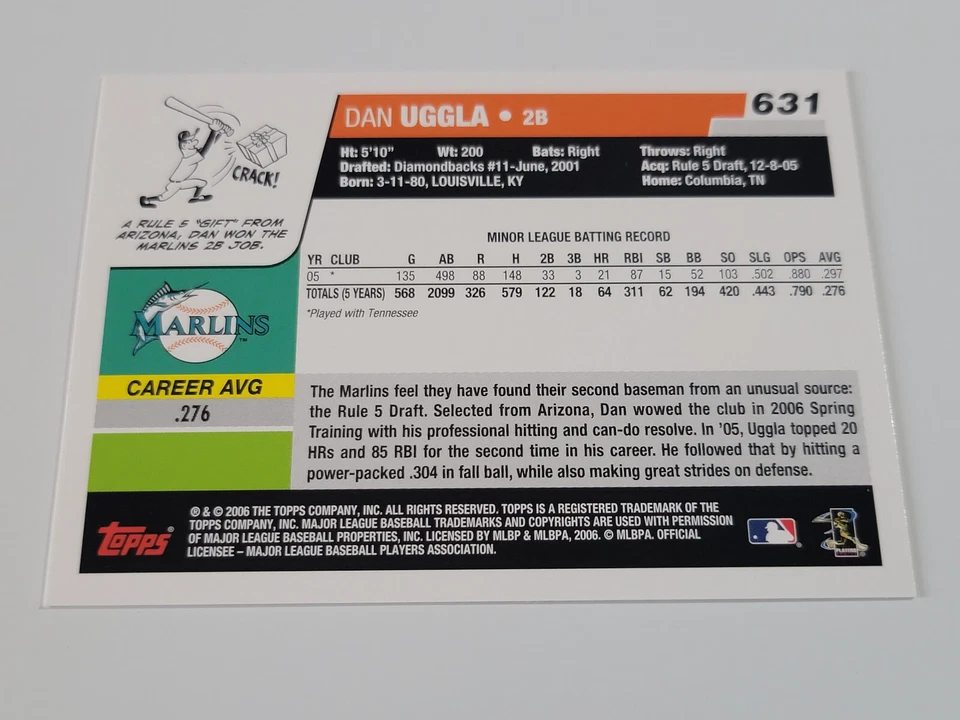 DAN UGGLA • 2B
631
Ht: 5'10" Wt: 200 Bats: Right Throws: Right
Drafted: Diamondbacks #11-June, 2001 Acq: Rule 5 Draft, 12-8-05
Born: 3-11-80, LOUISVILLE, KY Home: Columbia, TN
CRACK!
A RULE 5 "GIFT" FROM
ARIZONA, DAN WON THE
MARLINS 2B JOB.
MINOR LEAGUE BATTING RECORD
YR CLUB G AB R H 2B 3B HR RBI SB BB SO SLG OPS AVG
05 * 135 498 88 148 33 3 21 87 15 52 103 .502 .880 .297
TOTALS (5 YEARS) 568 2099 326 579 122 18 64 311 62 194 420 .443 .790 .276
*Played with Tennessee
MARLINS™
CAREER AVG
.276
The Marlins feel they have found their second baseman from an unusual source:
the Rule 5 Draft. Selected from Arizona, Dan wowed the club in 2006 Spring
Training with his professional hitting and can-do resolve. In '05, Uggla topped 20
HRs and 85 RBI for the second time in his career. He followed that by hitting a
power-packed .304 in fall ball, while also making great strides on defense.
Topps®
® & © 2006 THE TOPPS COMPANY, INC. ALL RIGHTS RESERVED. TOPPS IS A REGISTERED TRADEMARK OF THE
TOPPS COMPANY, INC. MAJOR LEAGUE BASEBALL TRADEMARKS AND COPYRIGHTS ARE USED WITH PERMISSION
OF MAJOR LEAGUE BASEBALL PROPERTIES, INC. LICENSED BY MLBP & MLBPA, 2006. © MLBPA. OFFICIAL
LICENSEE – MAJOR LEAGUE BASEBALL PLAYERS ASSOCIATION.